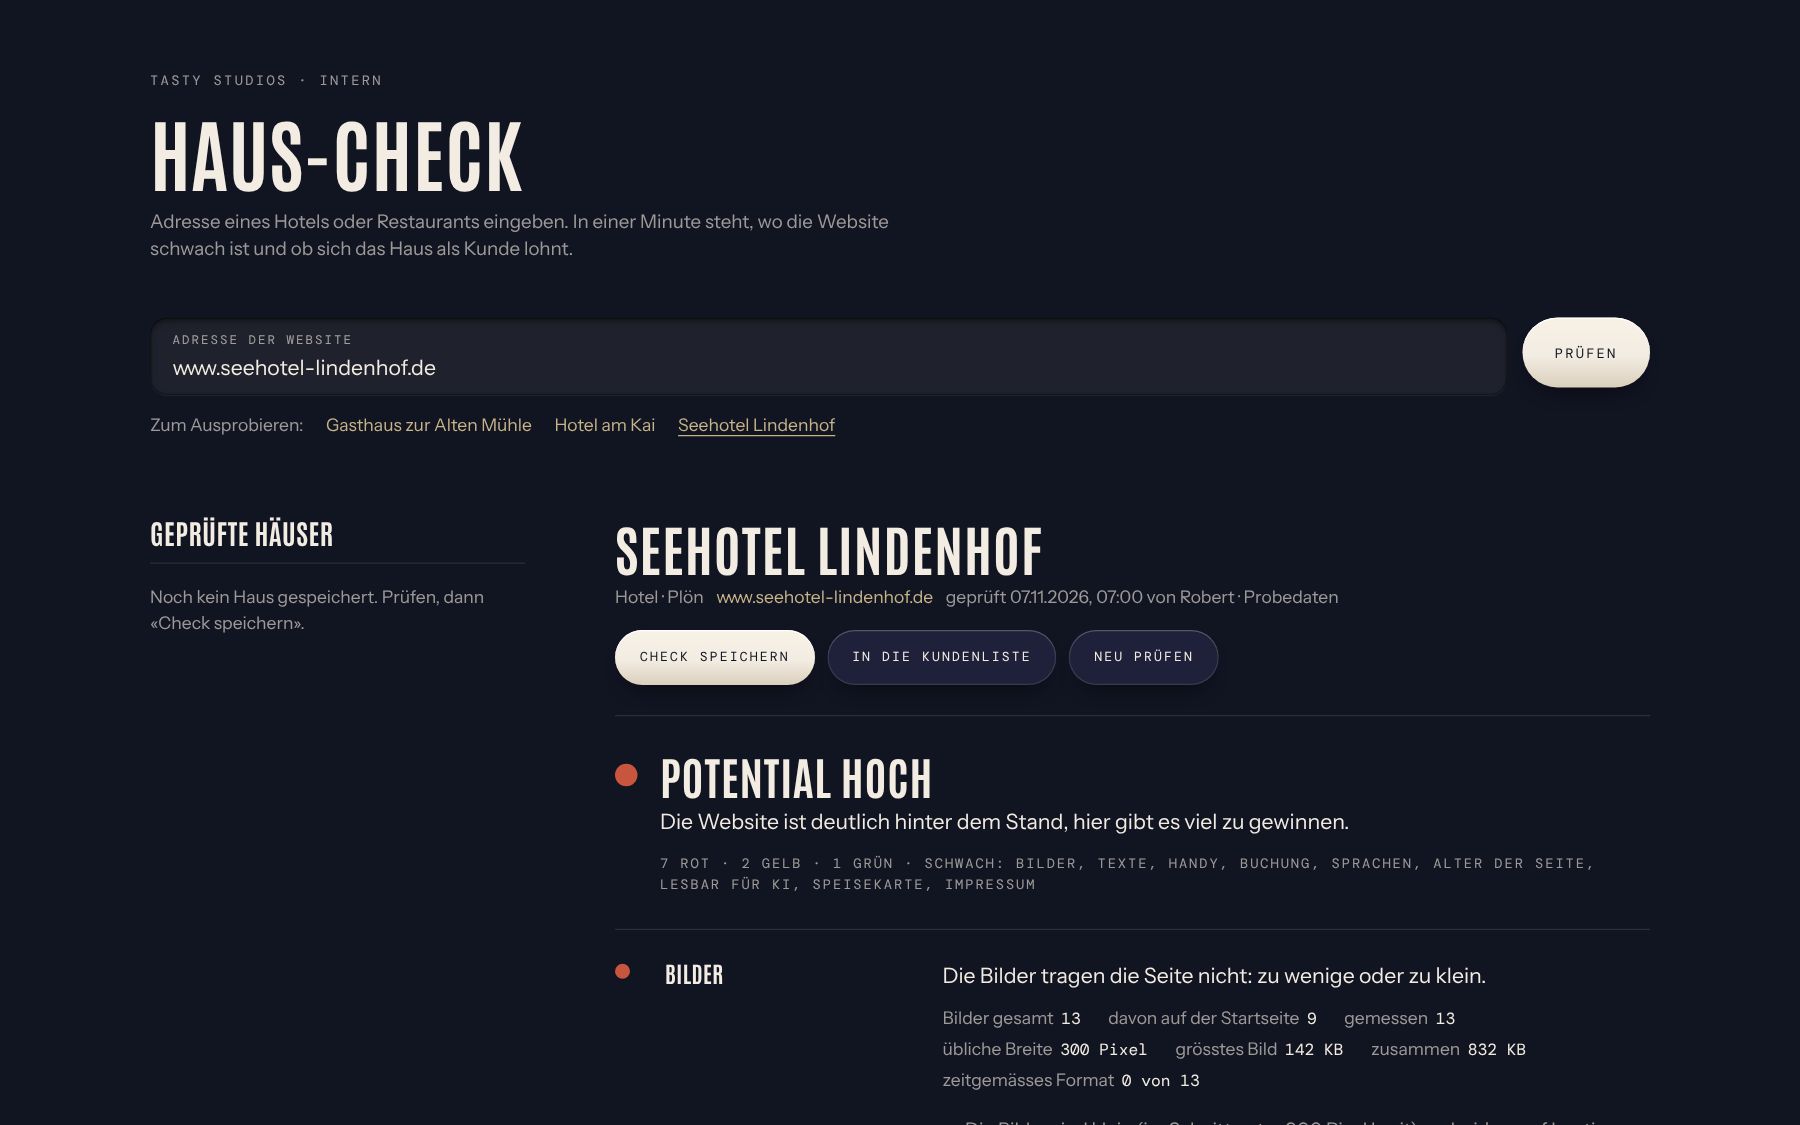 TASTY STUDIOS · INTERN
HAUS-CHECK
Adresse eines Hotels oder Restaurants eingeben. In einer Minute steht, wo die Website
schwach ist und ob sich das Haus als Kunde lohnt.
ADRESSE DER WEBSITE
www.seehotel-lindenhof.de
PRÜFEN
Zum Ausprobieren: Gasthaus zur Alten Mühle Hotel am Kai Seehotel Lindenhof
GEPRÜFTE HÄUSER
Noch kein Haus gespeichert. Prüfen, dann
«Check speichern».
SEEHOTEL LINDENHOF
Hotel · Plön www.seehotel-lindenhof.de geprüft 07.11.2026, 07:00 von Robert · Probedaten
CHECK SPEICHERN
IN DIE KUNDENLISTE
NEU PRÜFEN
POTENTIAL HOCH
Die Website ist deutlich hinter dem Stand, hier gibt es viel zu gewinnen.
7 ROT · 2 GELB · 1 GRÜN · SCHWACH: BILDER, TEXTE, HANDY, BUCHUNG, SPRACHEN, ALTER DER SEITE,
LESBAR FÜR KI, SPEISEKARTE, IMPRESSUM
BILDER
Die Bilder tragen die Seite nicht: zu wenige oder zu klein.
Bilder gesamt 13 davon auf der Startseite 9 gemessen 13
übliche Breite 300 Pixel grösstes Bild 142 KB zusammen 832 KB
zeitgemässes Format 0 von 13